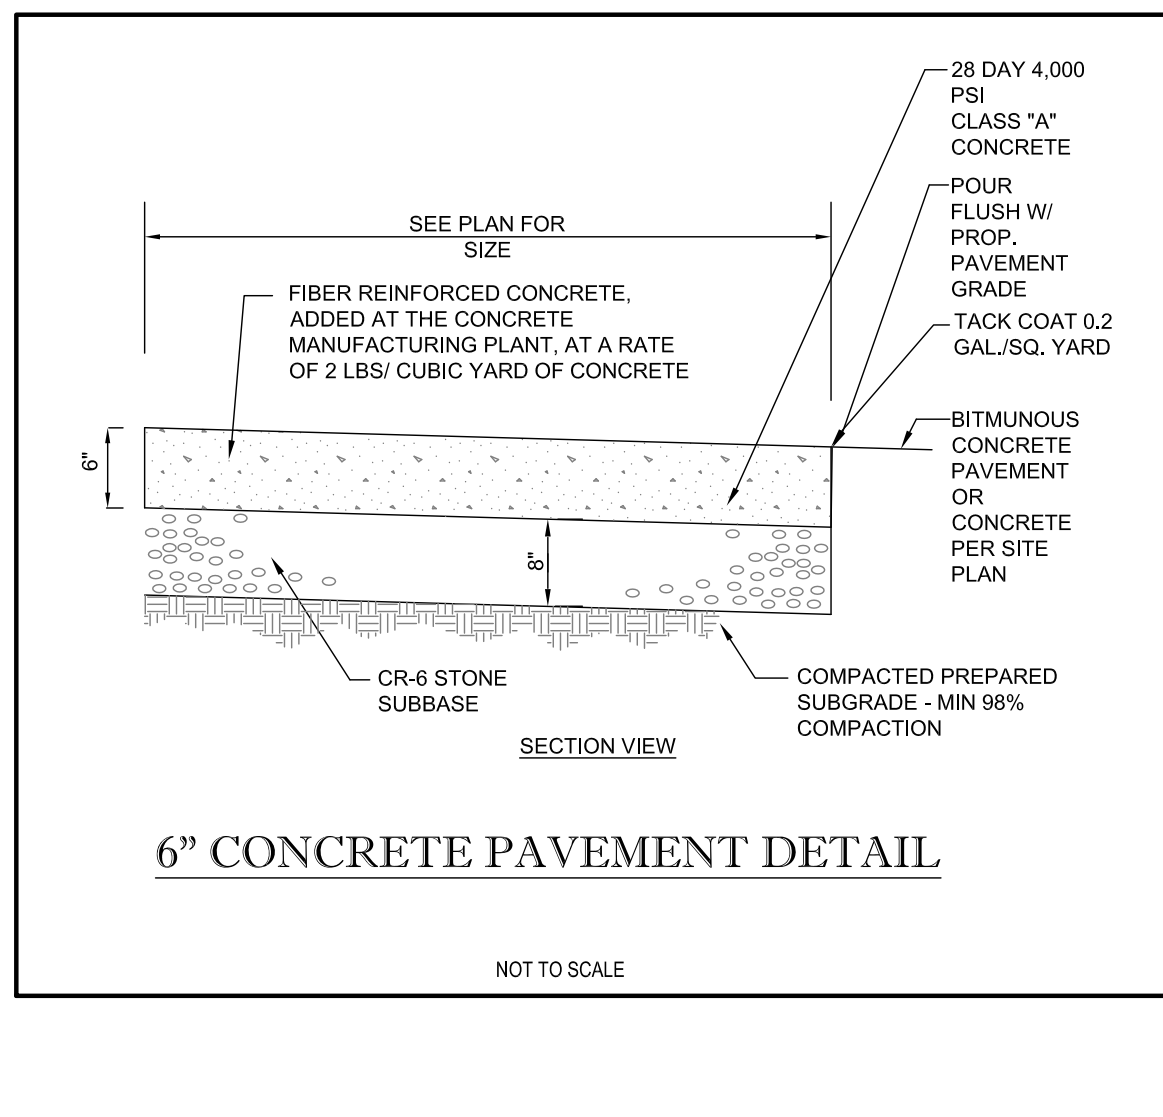 28 DAY 4,000
PSI
CLASS "A"
CONCRETE
POUR
FLUSH W/
PROP.
PAVEMENT
GRADE
SEE PLAN FOR
SIZE
FIBER REINFORCED CONCRETE,
ADDED AT THE CONCRETE
MANUFACTURING PLANT, AT A RATE
OF 2 LBS/ CUBIC YARD OF CONCRETE
TACK COAT 0.2
GAL./SQ. YARD
BITMUNOUS
CONCRETE
PAVEMENT
OR
CONCRETE
PER SITE
PLAN
6"
8"
CR-6 STONE
SUBBASE
COMPACTED PREPARED
SUBGRADE - MIN 98%
COMPACTION
SECTION VIEW
6” CONCRETE PAVEMENT DETAIL
NOT TO SCALE